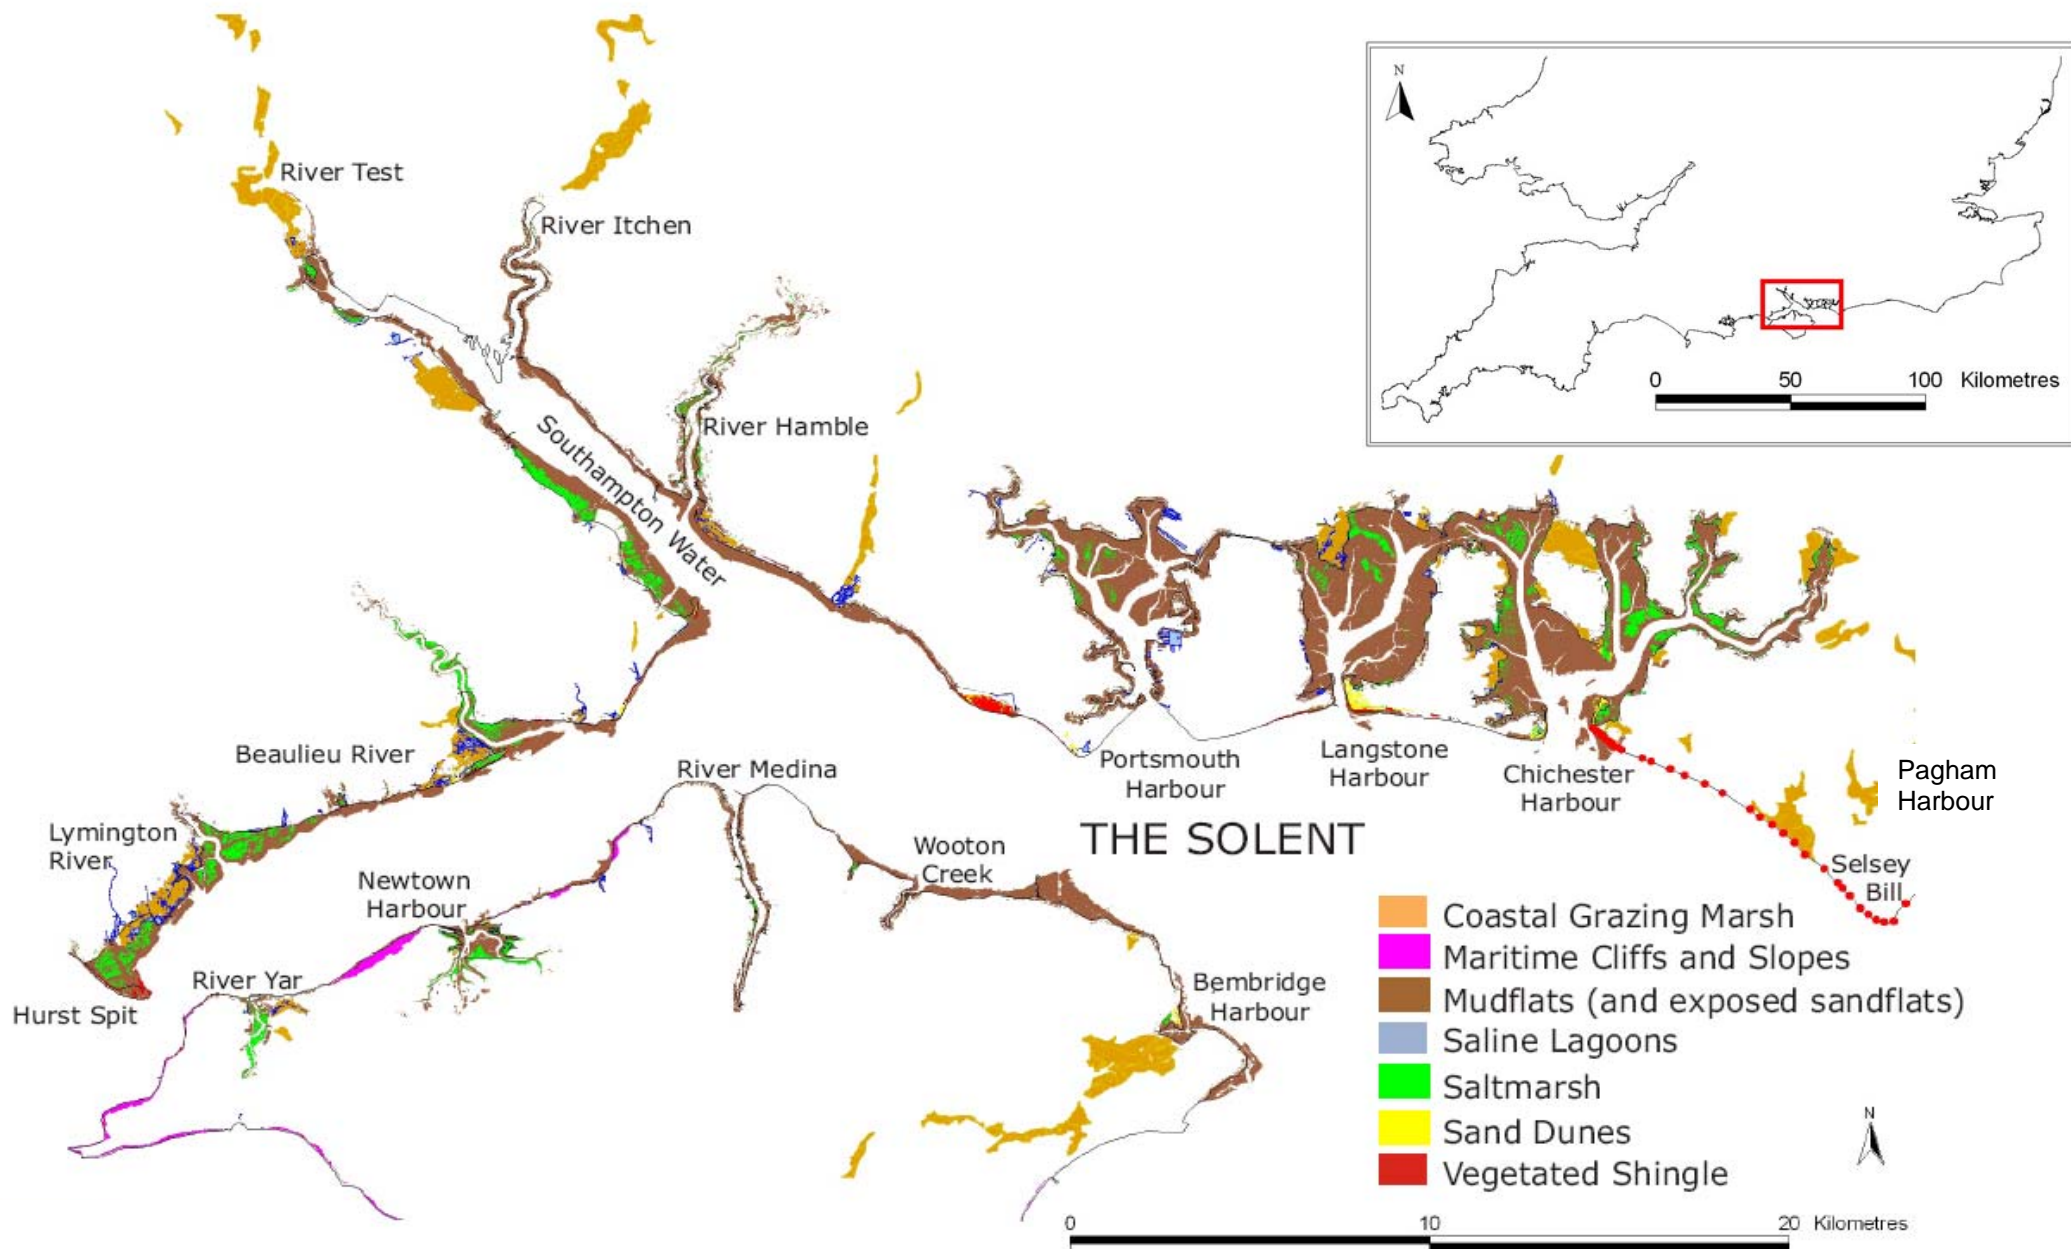 N
0 50 100 Kilometres
River Test
River Itchen
River Hamble
Southampton Water
Beaulieu River
River Medina
Portsmouth
Harbour
Langstone
Harbour
Chichester
Harbour
Pagham
Harbour
Lymington
River
THE SOLENT
Wooton
Creek
Selsey
Bill
Newtown
Harbour
River Yar
Hurst Spit
Bembridge
Harbour
Coastal Grazing Marsh
Maritime Cliffs and Slopes
Mudflats (and exposed sandflats)
Saline Lagoons
Saltmarsh
Sand Dunes
Vegetated Shingle
N
0 10 20 Kilometres